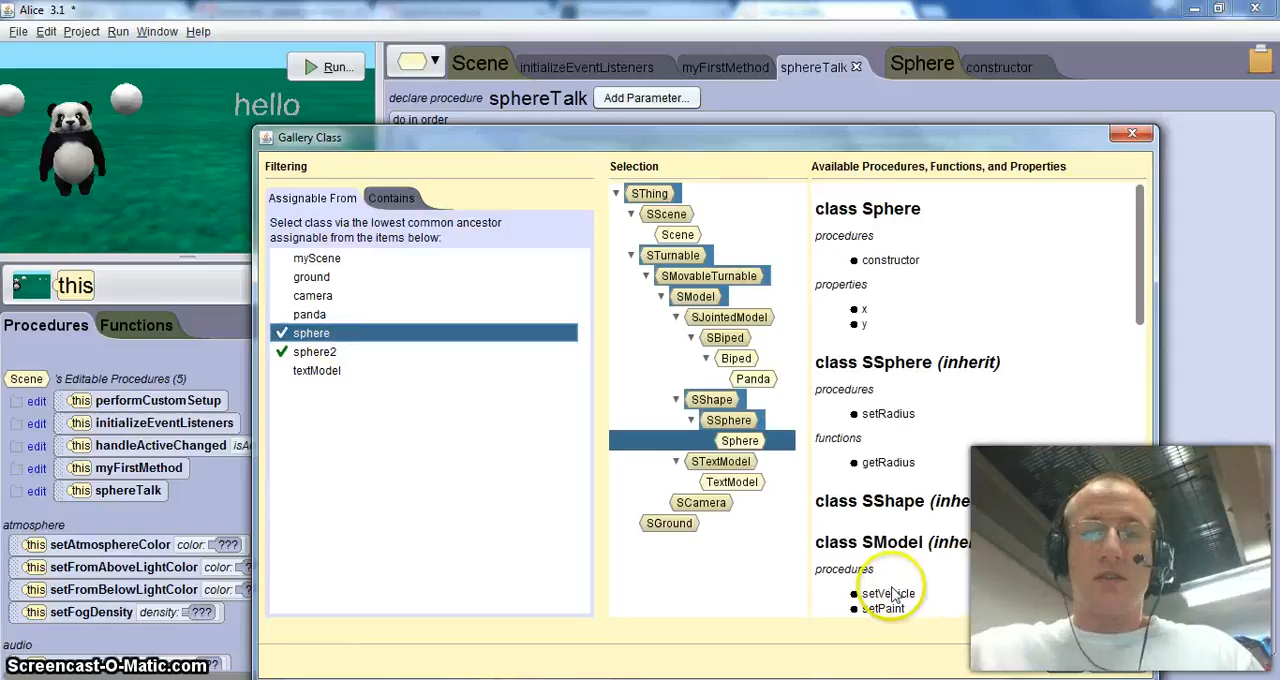 Alice 3.1 *
File Edit Project Run Window Help
Run...
Scene initializeEventListeners myFirstMethod sphereTalk Sphere constructor
hello
declare procedure sphereTalk Add Parameter...
do in order
Gallery Class
Filtering
Assignable From Contains
Select class via the lowest common ancestor
assignable from the items below:
myScene
ground
camera
panda
sphere
sphere2
textModel
Selection
SThing
SScene
Scene
STurnable
SMovableTurnable
SModel
SJointedModel
SBiped
Biped
Panda
SShape
SSphere
Sphere
STextModel
TextModel
SCamera
SGround
Available Procedures, Functions, and Properties
class Sphere
procedures
constructor
properties
x
y
class SSphere (inherit)
procedures
setRadius
functions
getRadius
class SShape (inhe
class SModel (inhe
procedures
setVehicle
setPaint
this
Procedures Functions
Scene 's Editable Procedures (5)
edit this performCustomSetup
edit this initializeEventListeners
edit this handleActiveChanged isA
edit this myFirstMethod
edit this sphereTalk
atmosphere
this setAtmosphereColor color: ???
this setFromAboveLightColor color: ???
this setFromBelowLightColor color: ???
this setFogDensity density: ???
audio
Screencast-O-Matic.com